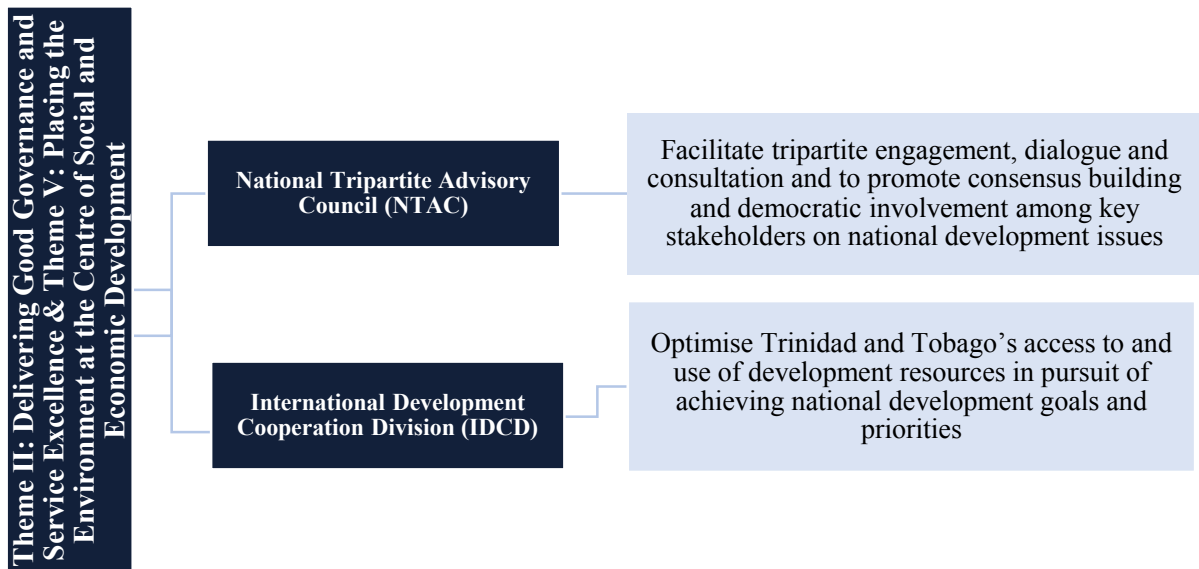 Theme II: Delivering Good Governance and
Service Excellence & Theme V: Placing the
Environment at the Centre of Social and
Economic Development
National Tripartite Advisory
Council (NTAC)
Facilitate tripartite engagement, dialogue and
consultation and to promote consensus building
and democratic involvement among key
stakeholders on national development issues
International Development
Cooperation Division (IDCD)
Optimise Trinidad and Tobago’s access to and
use of development resources in pursuit of
achieving national development goals and
priorities